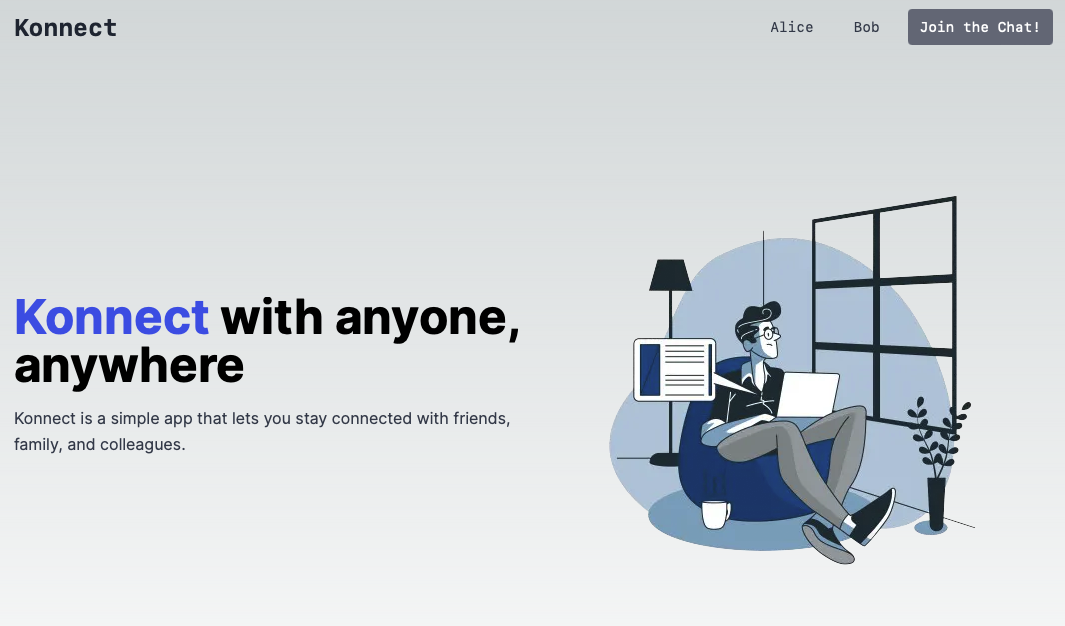 Konnect
Alice
Bob
Join the Chat!
Konnect with anyone,
anywhere
Konnect is a simple app that lets you stay connected with friends,
family, and colleagues.